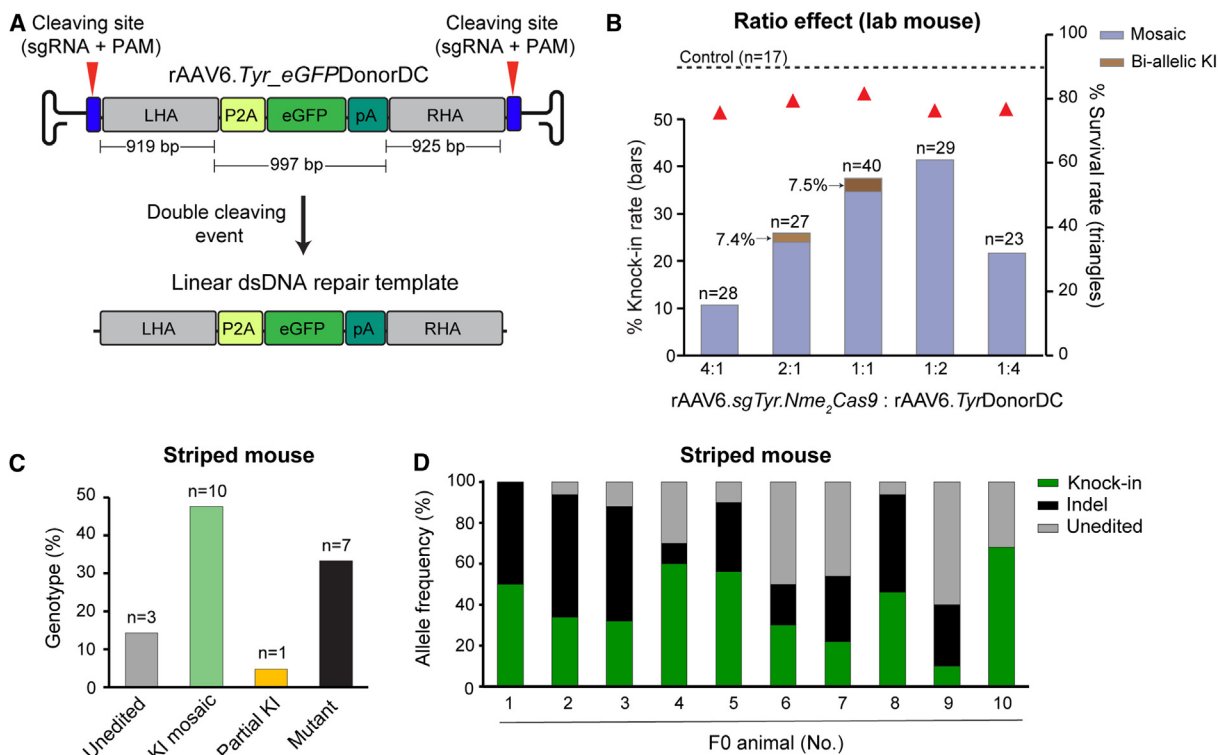 A
Cleaving site
(sgRNA + PAM)
Cleaving site
(sgRNA + PAM)
rAAV6.Tyr_eGFPDonorDC
LHA P2A eGFP pA RHA
919 bp
997 bp
925 bp
Double cleaving
event
Linear dsDNA repair template
LHA P2A eGFP pA RHA
B
Ratio effect (lab mouse)
Mosaic
Bi-allelic KI
Control (n=17)
% Knock-in rate (bars)
50
40
30
20
10
0
% Survival rate (triangles)
100
80
60
40
20
0
n=28
7.4%
n=27
7.5%
n=40
n=29
n=23
4:1 2:1 1:1 1:2 1:4
rAAV6.sgTyr.Nme₂Cas9 : rAAV6.TyrDonorDC
C
Striped mouse
Genotype (%)
50
40
30
20
10
0
n=3
n=10
n=1
n=7
Unedited
KI mosaic
Partial KI
Mutant
D
Striped mouse
Knock-in
Indel
Unedited
Allele frequency (%)
100
80
60
40
20
0
1 2 3 4 5 6 7 8 9 10
F0 animal (No.)